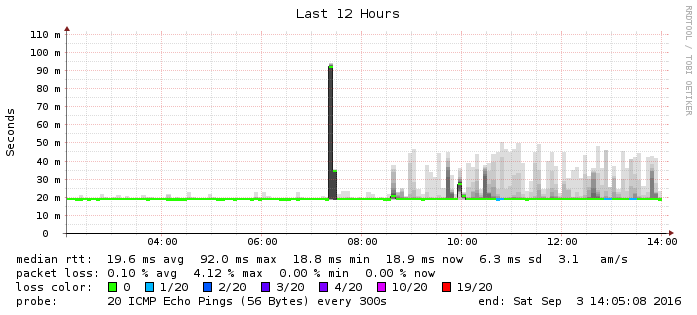 Last 12 Hours
RRDTOOL / TOBI OETIKER
Seconds
110 m
100 m
90 m
80 m
70 m
60 m
50 m
40 m
30 m
20 m
10 m
0
04:00 06:00 08:00 10:00 12:00 14:00
median rtt: 19.6 ms avg 92.0 ms max 18.8 ms min 18.9 ms now 6.3 ms sd 3.1 am/s
packet loss: 0.10 % avg 4.12 % max 0.00 % min 0.00 % now
loss color: 0 1/20 2/20 3/20 4/20 10/20 19/20
probe: 20 ICMP Echo Pings (56 Bytes) every 300s end: Sat Sep 3 14:05:08 2016